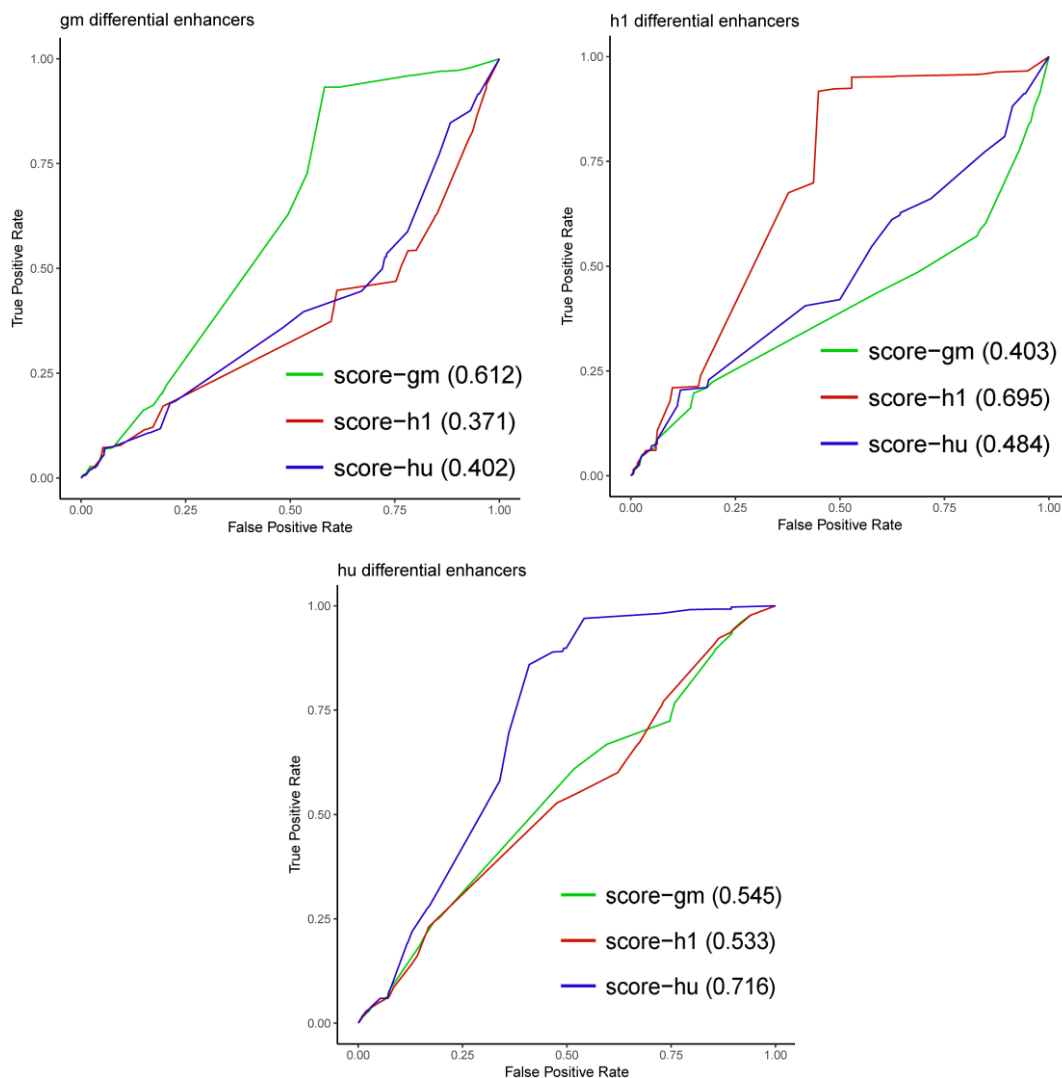 gm differential enhancers
1.00
0.75
0.50
0.25
0.00
True Positive Rate
score-gm (0.612)
score-h1 (0.371)
score-hu (0.402)
0.00 0.25 0.50 0.75 1.00
False Positive Rate
h1 differential enhancers
1.00
0.75
0.50
0.25
0.00
True Positive Rate
score-gm (0.403)
score-h1 (0.695)
score-hu (0.484)
0.00 0.25 0.50 0.75 1.00
False Positive Rate
hu differential enhancers
1.00
0.75
0.50
0.25
0.00
True Positive Rate
score-gm (0.545)
score-h1 (0.533)
score-hu (0.716)
0.00 0.25 0.50 0.75 1.00
False Positive Rate